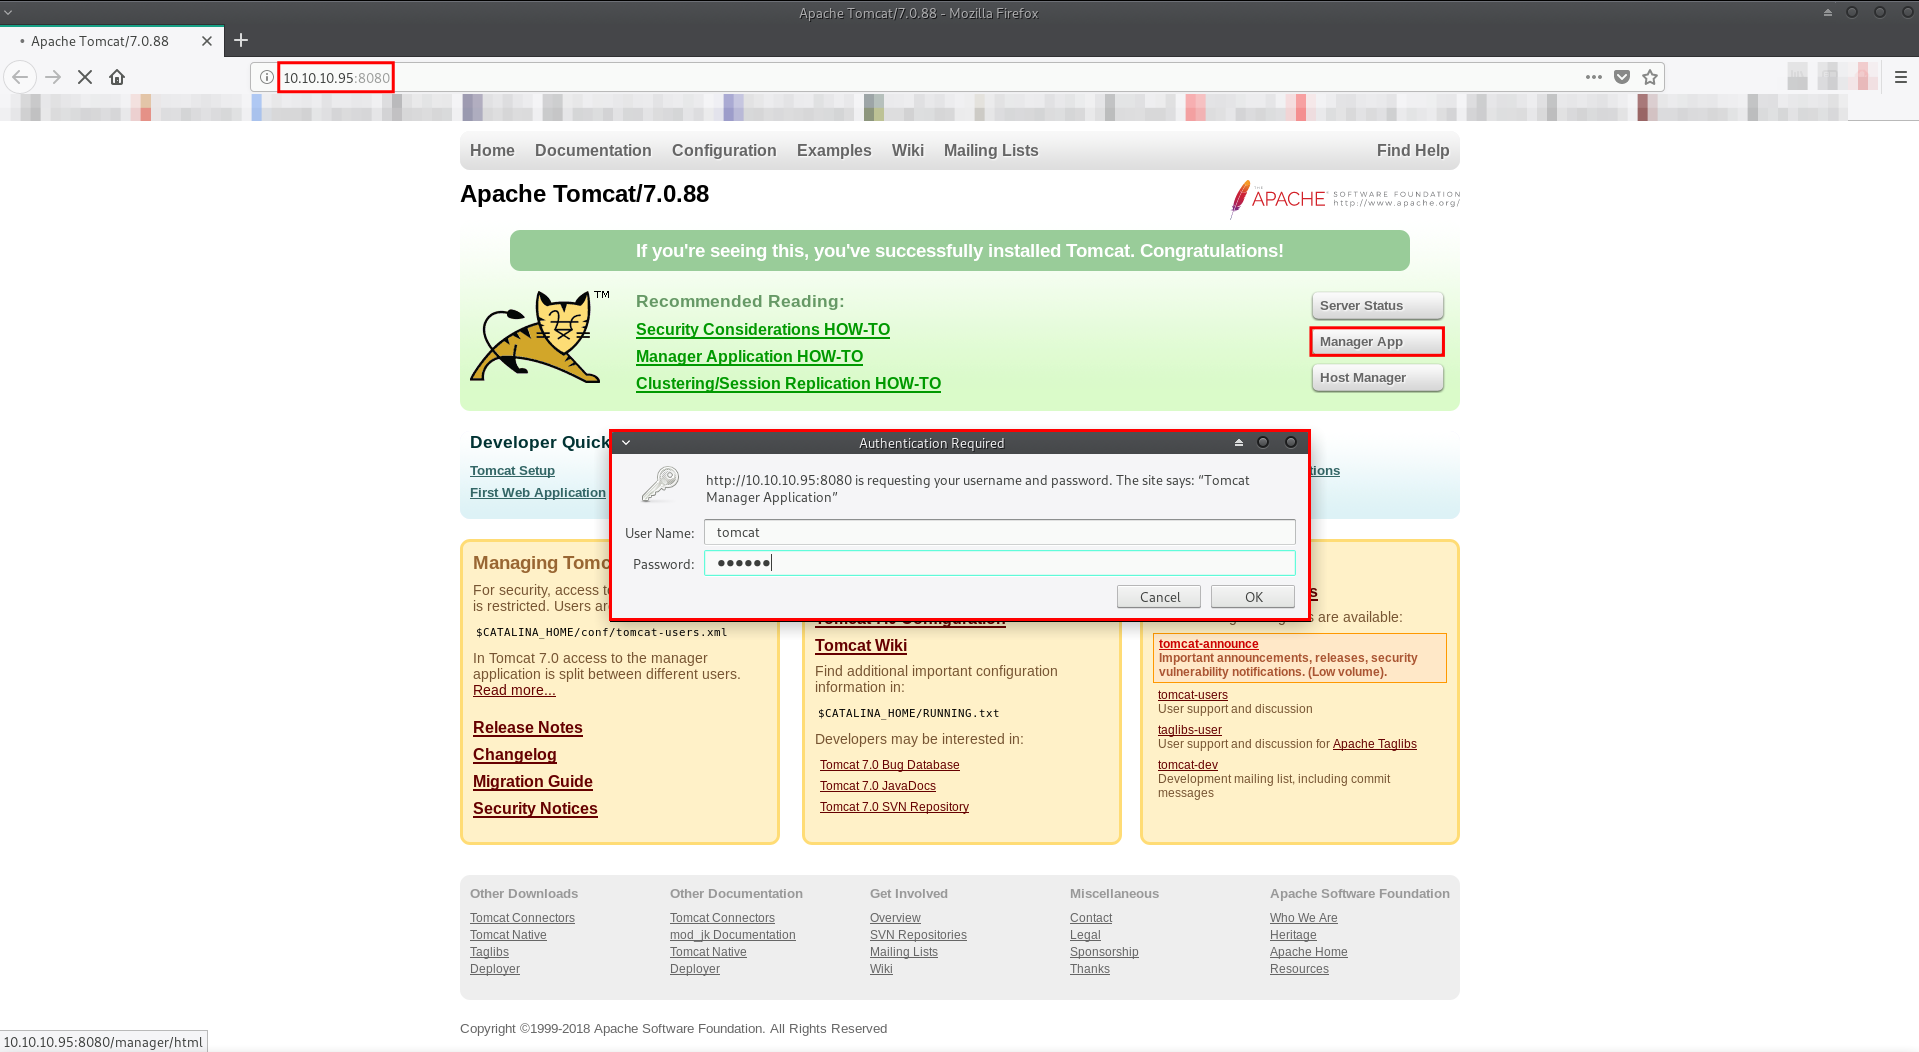 Apache Tomcat/7.0.88 - Mozilla Firefox
• Apache Tomcat/7.0.88
10.10.10.95:8080
Home Documentation Configuration Examples Wiki Mailing Lists Find Help
Apache Tomcat/7.0.88
THE APACHE SOFTWARE FOUNDATION
http://www.apache.org/
If you're seeing this, you've successfully installed Tomcat. Congratulations!
TM
Recommended Reading:
Security Considerations HOW-TO
Manager Application HOW-TO
Clustering/Session Replication HOW-TO
Server Status
Manager App
Host Manager
Developer Quick
Tomcat Setup
First Web Application
tions
Authentication Required
http://10.10.10.95:8080 is requesting your username and password. The site says: “Tomcat
Manager Application”
User Name: tomcat
Password: ●●●●●●
Cancel OK
Managing Tomc
For security, access to
is restricted. Users are
$CATALINA_HOME/conf/tomcat-users.xml
In Tomcat 7.0 access to the manager
application is split between different users.
Read more...
Release Notes
Changelog
Migration Guide
Security Notices
Tomcat 7.0 Configuration
Tomcat Wiki
Find additional important configuration
information in:
$CATALINA_HOME/RUNNING.txt
Developers may be interested in:
Tomcat 7.0 Bug Database
Tomcat 7.0 JavaDocs
Tomcat 7.0 SVN Repository
s
s are available:
tomcat-announce
Important announcements, releases, security
vulnerability notifications. (Low volume).
tomcat-users
User support and discussion
taglibs-user
User support and discussion for Apache Taglibs
tomcat-dev
Development mailing list, including commit
messages
Other Downloads
Tomcat Connectors
Tomcat Native
Taglibs
Deployer
Other Documentation
Tomcat Connectors
mod_jk Documentation
Tomcat Native
Deployer
Get Involved
Overview
SVN Repositories
Mailing Lists
Wiki
Miscellaneous
Contact
Legal
Sponsorship
Thanks
Apache Software Foundation
Who We Are
Heritage
Apache Home
Resources
Copyright ©1999-2018 Apache Software Foundation. All Rights Reserved
10.10.10.95:8080/manager/html